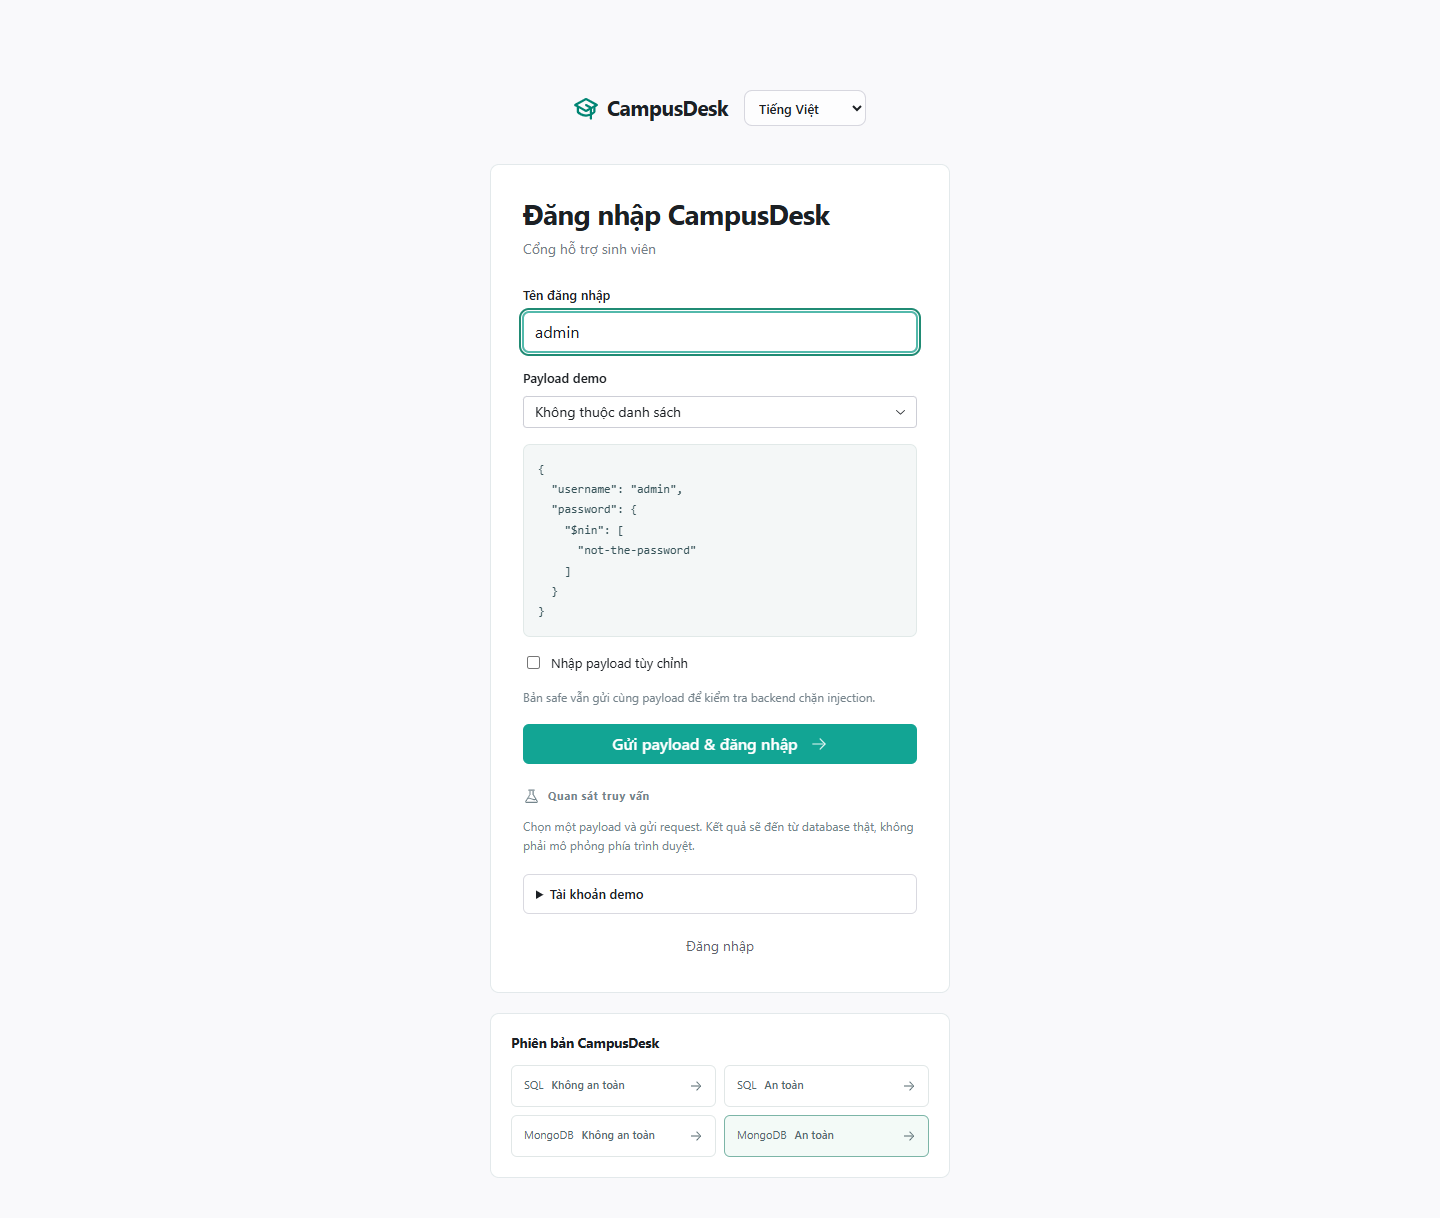 CampusDesk
Tiếng Việt
Đăng nhập CampusDesk
Cổng hỗ trợ sinh viên
Tên đăng nhập
admin
Payload demo
Không thuộc danh sách
{
  "username": "admin",
  "password": {
    "$nin": [
      "not-the-password"
    ]
  }
}
Nhập payload tùy chỉnh
Bản safe vẫn gửi cùng payload để kiểm tra backend chặn injection.
Gửi payload & đăng nhập →
Quan sát truy vấn
Chọn một payload và gửi request. Kết quả sẽ đến từ database thật, không
phải mô phỏng phía trình duyệt.
▶ Tài khoản demo
Đăng nhập
Phiên bản CampusDesk
SQL Không an toàn →
SQL An toàn →
MongoDB Không an toàn →
MongoDB An toàn →